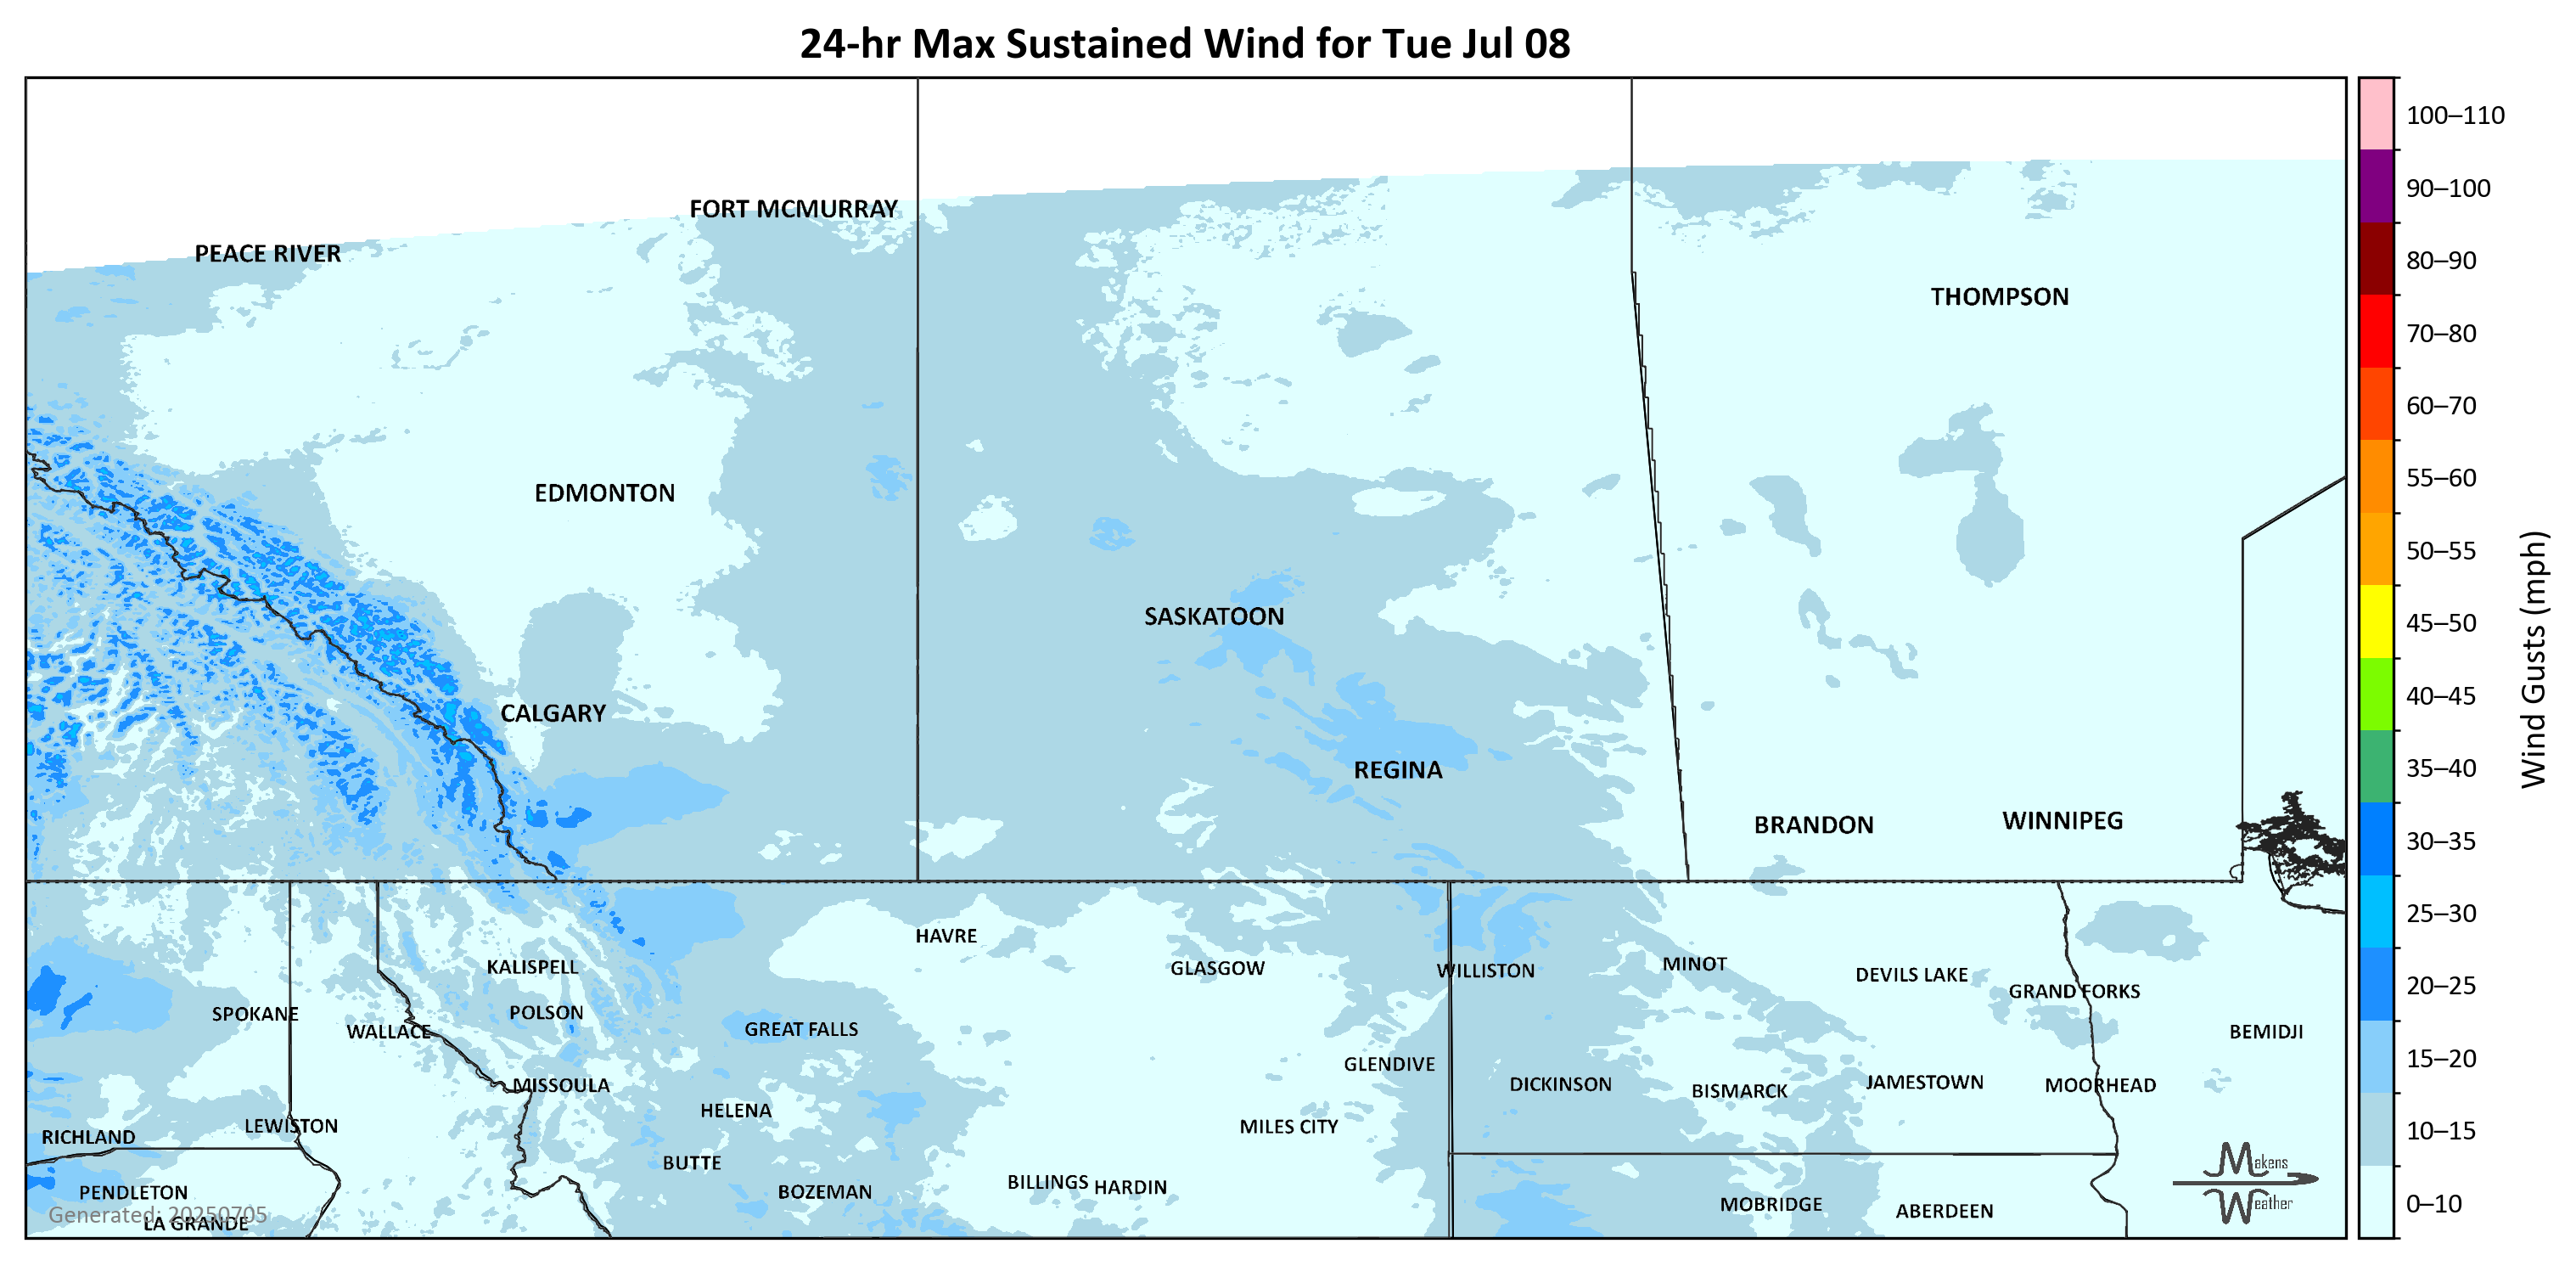 24-hr Max Sustained Wind for Tue Jul 08
100–110
90–100
80–90
70–80
60–70
55–60
50–55
45–50
40–45
35–40
30–35
25–30
20–25
15–20
10–15
0–10
Wind Gusts (mph)
FORT MCMURRAY
PEACE RIVER
THOMPSON
EDMONTON
SASKATOON
CALGARY
REGINA
BRANDON
WINNIPEG
HAVRE
KALISPELL
GLASGOW
WILLISTON
MINOT
DEVILS LAKE
GRAND FORKS
SPOKANE
POLSON
WALLACE
GREAT FALLS
BEMIDJI
GLENDIVE
MISSOULA
DICKINSON
BISMARCK
JAMESTOWN
MOORHEAD
HELENA
LEWISTON
MILES CITY
RICHLAND
BUTTE
BILLINGS
HARDIN
PENDLETON
BOZEMAN
MOBRIDGE
ABERDEEN
Generated: 20250705
LA GRANDE
Makens
Weather